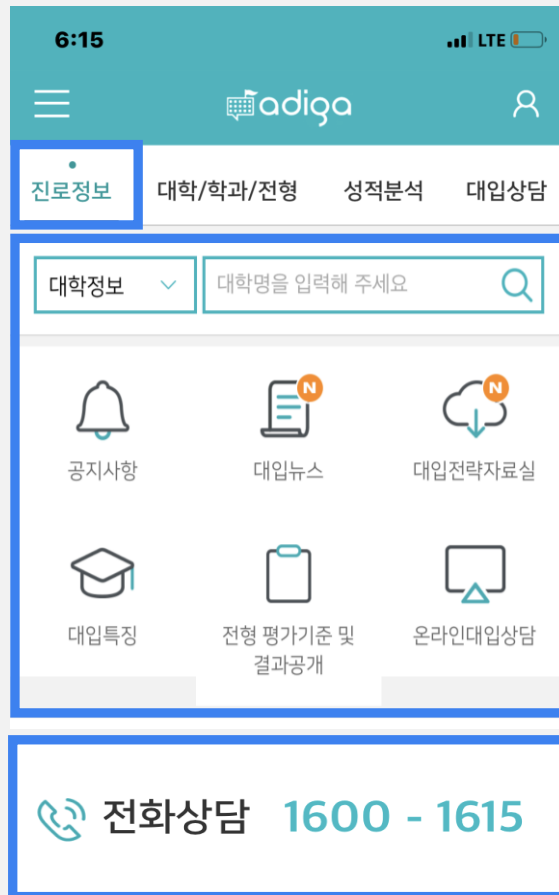 6:15 LTE
adiga
진로정보 대학/학과/전형 성적분석 대입상담
대학정보 대학명을 입력해 주세요
N N
공지사항 대입뉴스 대입전략자료실
대입특징 전형 평가기준 및 온라인대입상담
결과공개
전화상담 1600 - 1615